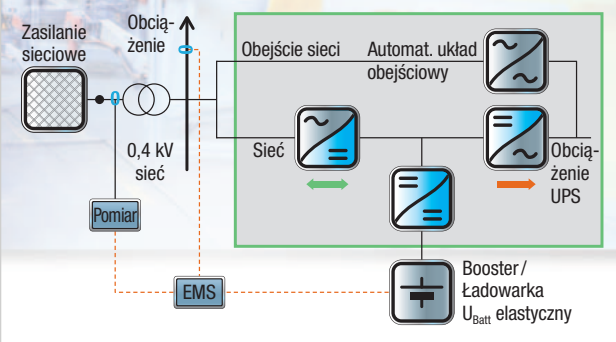 Zasilanie
sieciowe
Obcią-
żenie
Obejście sieci
Automat. układ
obejściowy
0,4 kV
sieć
Sieć
Obcią-
żenie
UPS
Pomiar
EMS
Booster/
Ładowarka
UBatt elastyczny